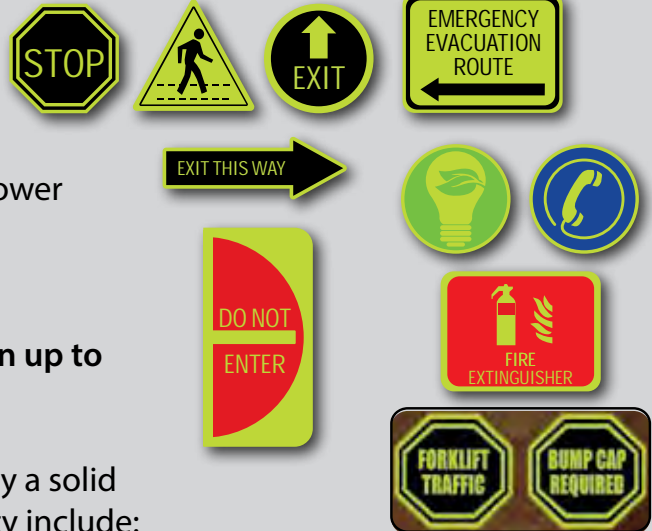 STOP
EXIT
EMERGENCY
EVACUATION
ROUTE
EXIT THIS WAY
DO NOT
ENTER
up to
FIRE
EXTINGUISHER
FORKLIFT
TRAFFIC
BUMP CAP
REQUIRED
a solid
include: